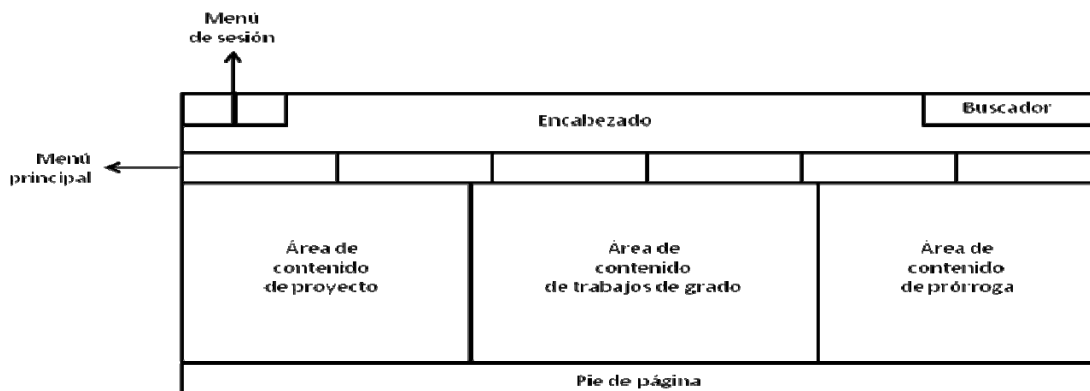 Menú
de sesión
Encabezado
Buscador
Menú
principal
Área de
contenido
de proyecto
Área de
contenido
de trabajos de grado
Área de
contenido
de prórroga
Pie de página